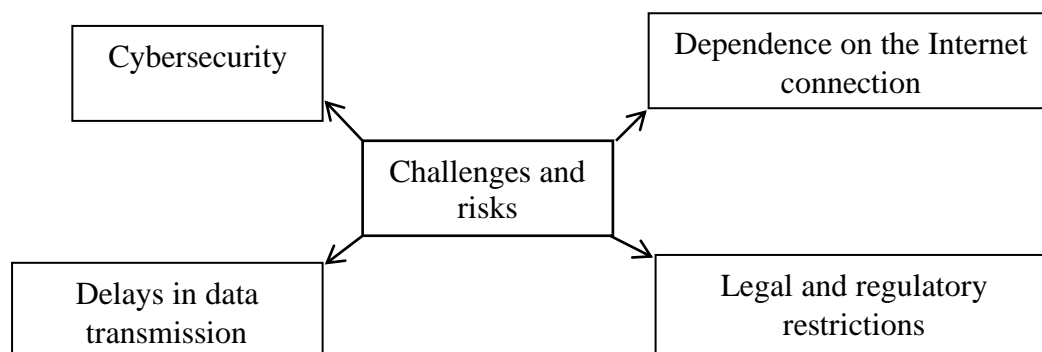 Cybersecurity
Dependence on the Internet
connection
Challenges and
risks
Delays in data
transmission
Legal and regulatory
restrictions